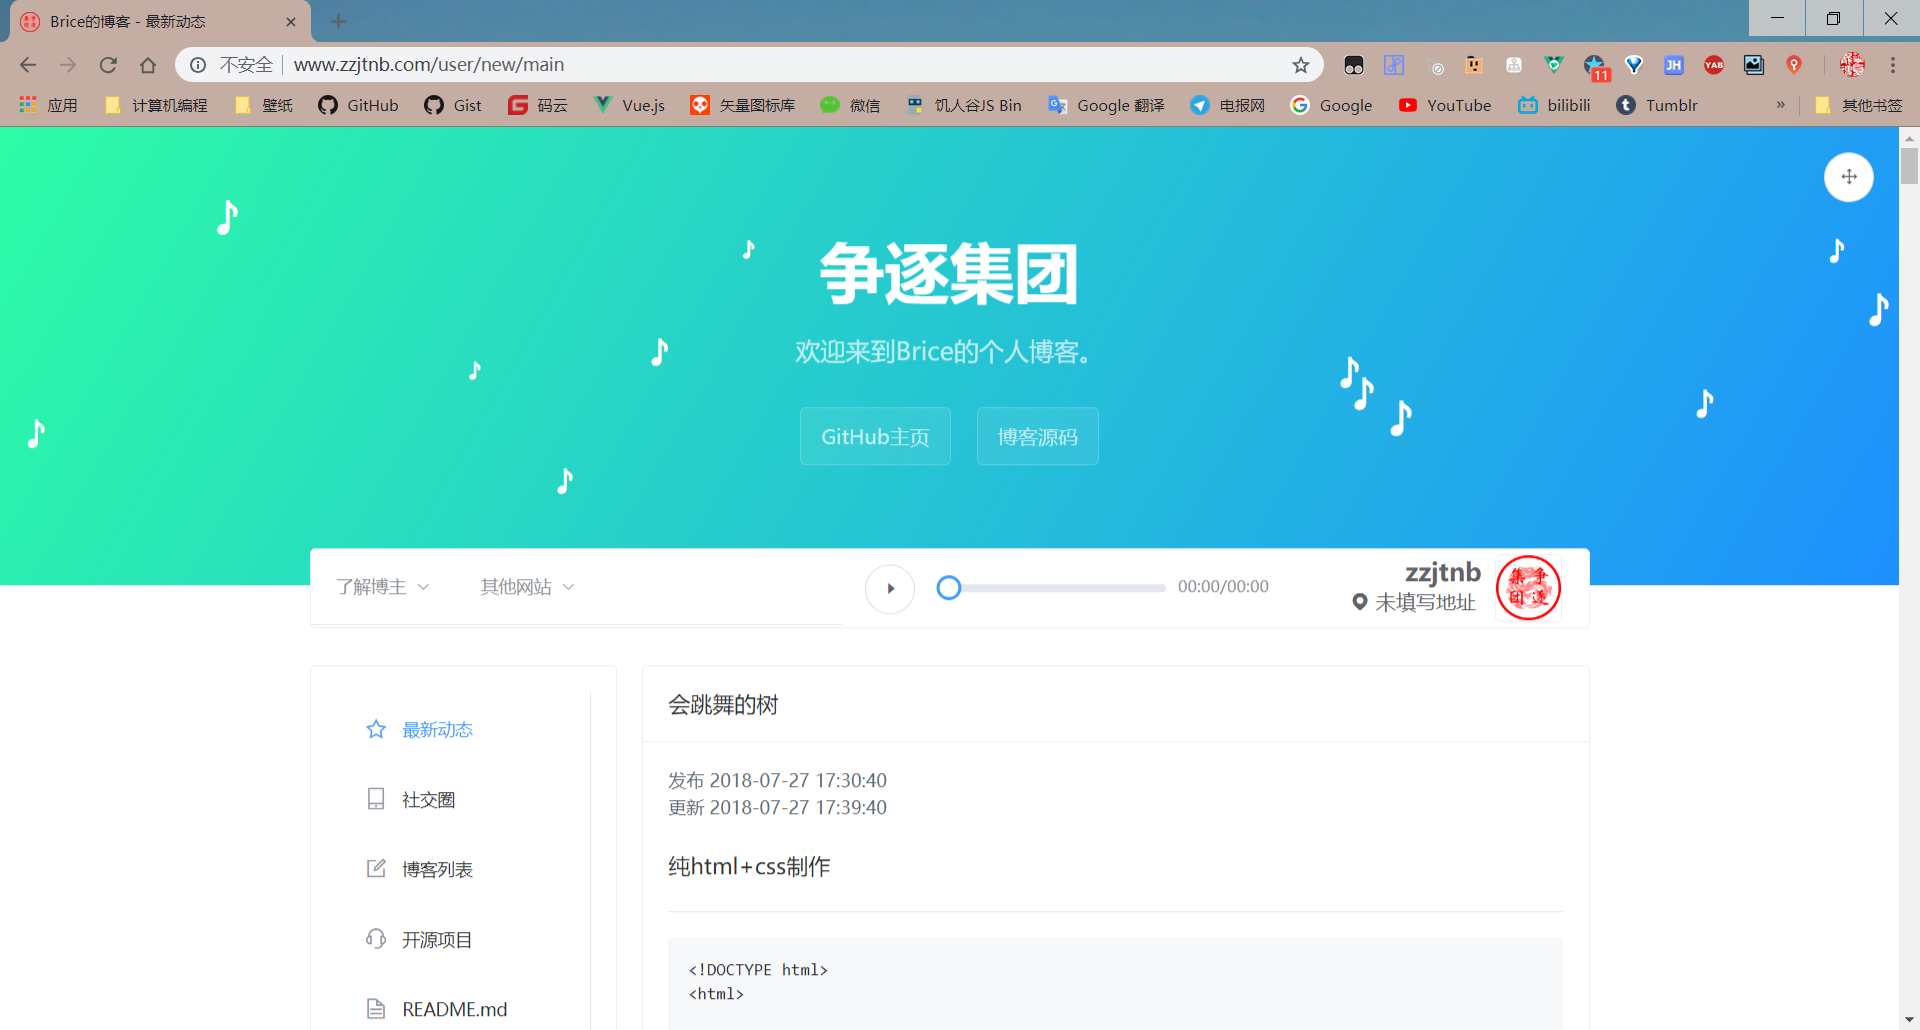 Brice的博客 - 最新动态
不安全 www.zzjtnb.com/user/new/main
11
JH
YAB
应用 计算机编程 壁纸 GitHub Gist 码云 Vue.js 矢量图标库 微信 饥人谷JS Bin Google 翻译 电报网 Google YouTube bilibili Tumblr » 其他书签
争逐集团
欢迎来到Brice的个人博客。
GitHub主页 博客源码
了解博主 其他网站 00:00/00:00 zzjtnb
未填写地址
争逐集团
最新动态
社交圈
博客列表
开源项目
README.md
会跳舞的树
发布 2018-07-27 17:30:40
更新 2018-07-27 17:39:40
纯html+css制作
<!DOCTYPE html>
<html>